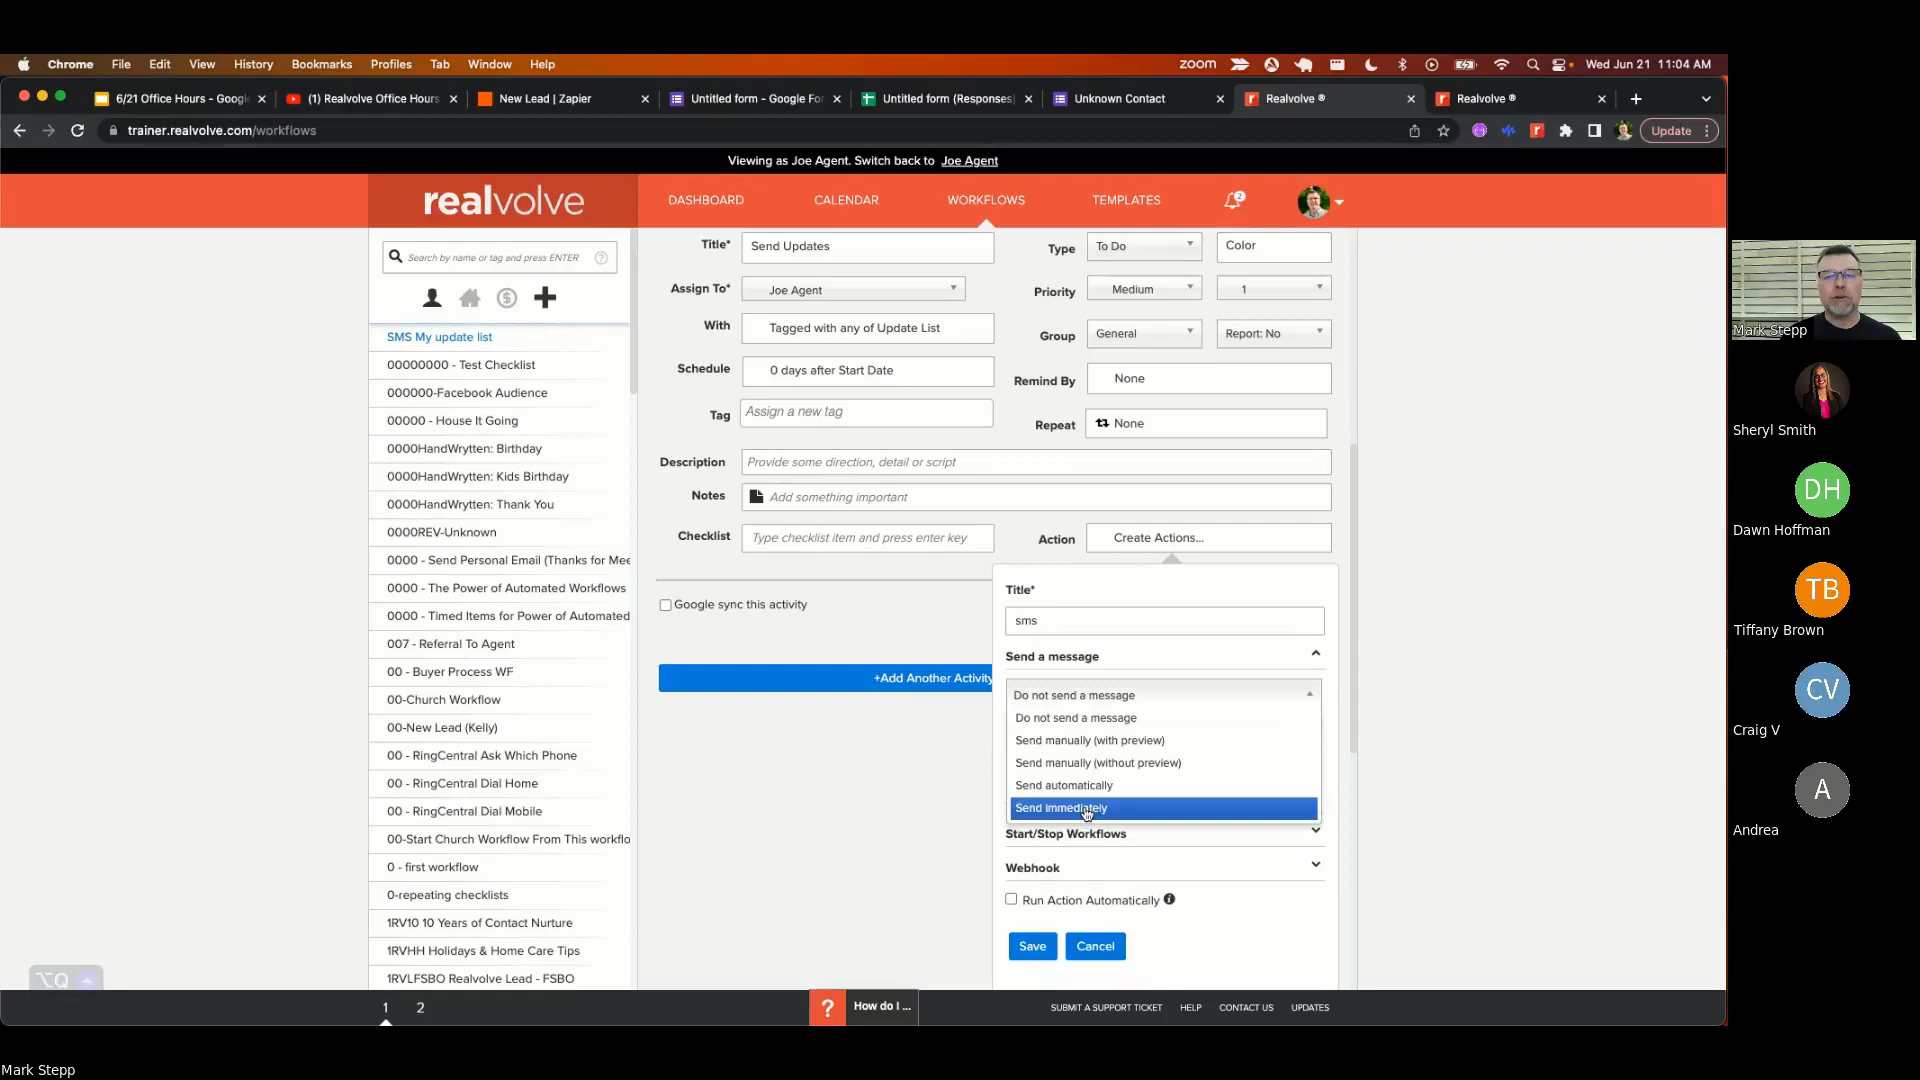 Chrome File Edit View History Bookmarks Profiles Tab Window Help
zoom Wed Jun 21 11:04 AM
6/21 Office Hours - Google
(1) Realvolve Office Hours
New Lead | Zapier
Untitled form - Google For
Untitled form (Responses)
Unknown Contact
Realvolve ®
Realvolve ®
trainer.realvolve.com/workflows
Update
Viewing as Joe Agent. Switch back to Joe Agent
realvolve
DASHBOARD CALENDAR WORKFLOWS TEMPLATES
2
Search by name or tag and press ENTER
SMS My update list
00000000 - Test Checklist
000000-Facebook Audience
00000 - House It Going
0000HandWrytten: Birthday
0000HandWrytten: Kids Birthday
0000HandWrytten: Thank You
0000REV-Unknown
0000 - Send Personal Email (Thanks for Mee
0000 - The Power of Automated Workflows
0000 - Timed Items for Power of Automated
007 - Referral To Agent
00 - Buyer Process WF
00-Church Workflow
00-New Lead (Kelly)
00 - RingCentral Ask Which Phone
00 - RingCentral Dial Home
00 - RingCentral Dial Mobile
00-Start Church Workflow From This workflo
0 - first workflow
0-repeating checklists
1RV10 10 Years of Contact Nurture
1RVHH Holidays & Home Care Tips
1RVLFSBO Realvolve Lead - FSBO
Title* Send Updates
Type To Do Color
Assign To* Joe Agent
Priority Medium 1
With Tagged with any of Update List
Group General Report: No
Schedule 0 days after Start Date
Remind By None
Tag Assign a new tag
Repeat None
Description Provide some direction, detail or script
Notes Add something important
Checklist Type checklist item and press enter key
Action Create Actions...
Google sync this activity
+Add Another Activity
Title*
sms
Send a message
Do not send a message
Do not send a message
Send manually (with preview)
Send manually (without preview)
Send automatically
Send immediately
Start/Stop Workflows
Webhook
Run Action Automatically
Save Cancel
⌥Q
1 2
? How do I ...
SUBMIT A SUPPORT TICKET HELP CONTACT US UPDATES
Mark Stepp
Sheryl Smith
DH
Dawn Hoffman
TB
Tiffany Brown
CV
Craig V
A
Andrea
Mark Stepp